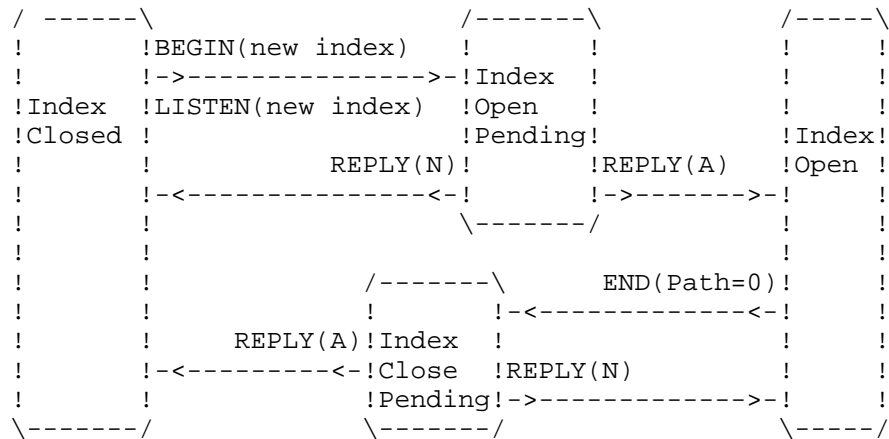 / ------\                   /-------\           /-----\
!       !BEGIN(new index)   !       !           !     !
!       !->--------------->-!Index  !           !     !
!Index  !LISTEN(new index)  !Open   !           !     !
!Closed !                   !Pending!           !Index!
!       !           REPLY(N)!       !REPLY(A)   !Open !
!       !-<---------------<-!       !->------->-!     !
!       !                   \-------/           !     !
!       !                                       !     !
!       !             /-------\     END(Path=0)!     !
!       !             !       !-<-------------<-!     !
!       !     REPLY(A)!Index  !                 !     !
!       !-<---------<-!Close  !REPLY(N)         !     !
!       !             !Pending!->------------->-!     !
\-------/             \-------/                 \-----/